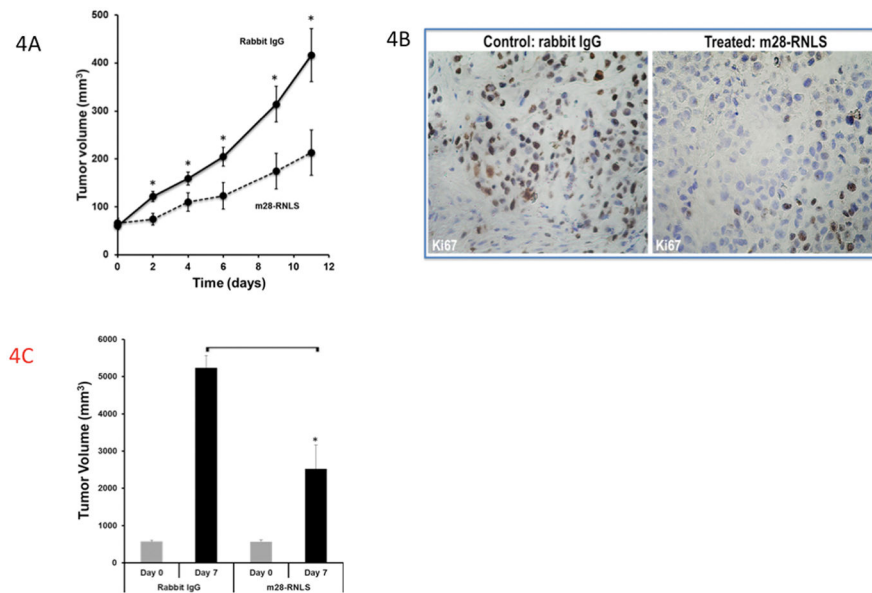 4A
Rabbit IgG
m28-RNLS
* * * * *
Tumor volume (mm3)
500
400
300
200
100
0
0 2 4 6 8 10 12
Time (days)
4B
Control: rabbit IgG
Treated: m28-RNLS
Ki67
Ki67
4C
Tumor Volume (mm3)
6000
5000
4000
3000
2000
1000
0
*
Day 0 Day 7 Day 0 Day 7
Rabbit IgG m28-RNLS